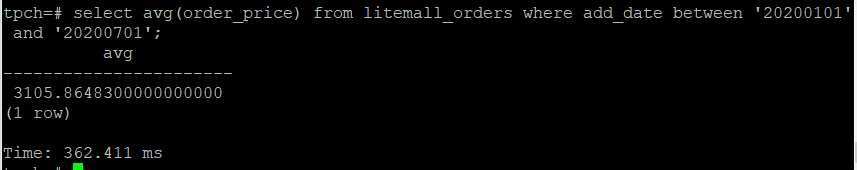 tpch=# select avg(order_price) from litemall_orders where add_date between '20200101'
 and '20200701';
          avg
-----------------------
 3105.8648300000000000
(1 row)

Time: 362.411 ms